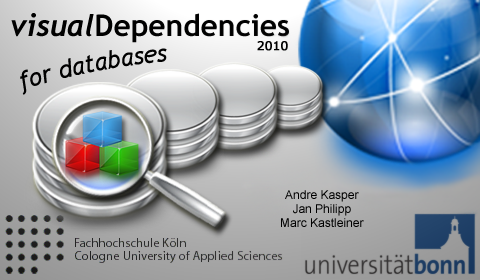 visualDependencies
2010
for databases
Andre Kasper
Jan Philipp
Marc Kastleiner
Fachhochschule Köln
Cologne University of Applied Sciences
universitätbonn